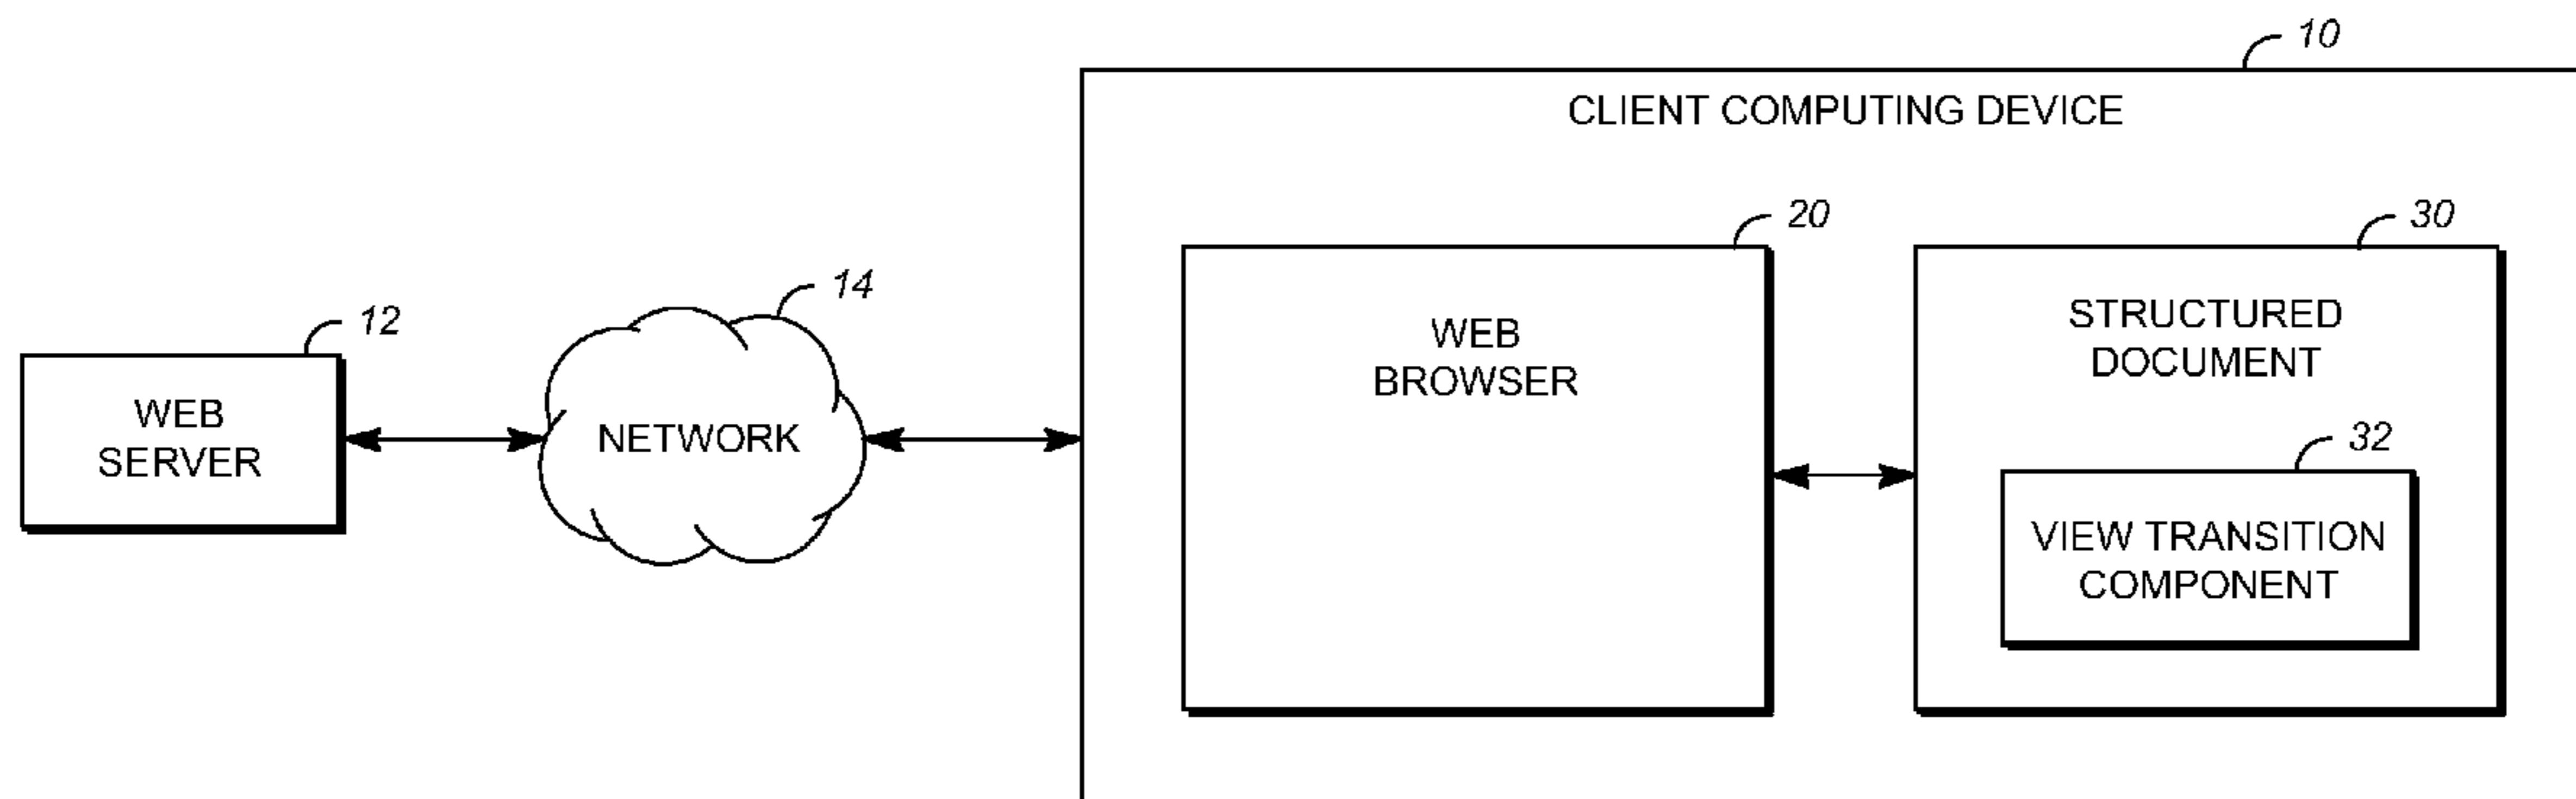 10
CLIENT COMPUTING DEVICE
20
30
14
12
WEB
SERVER
NETWORK
WEB
BROWSER
STRUCTURED
DOCUMENT
32
VIEW TRANSITION
COMPONENT